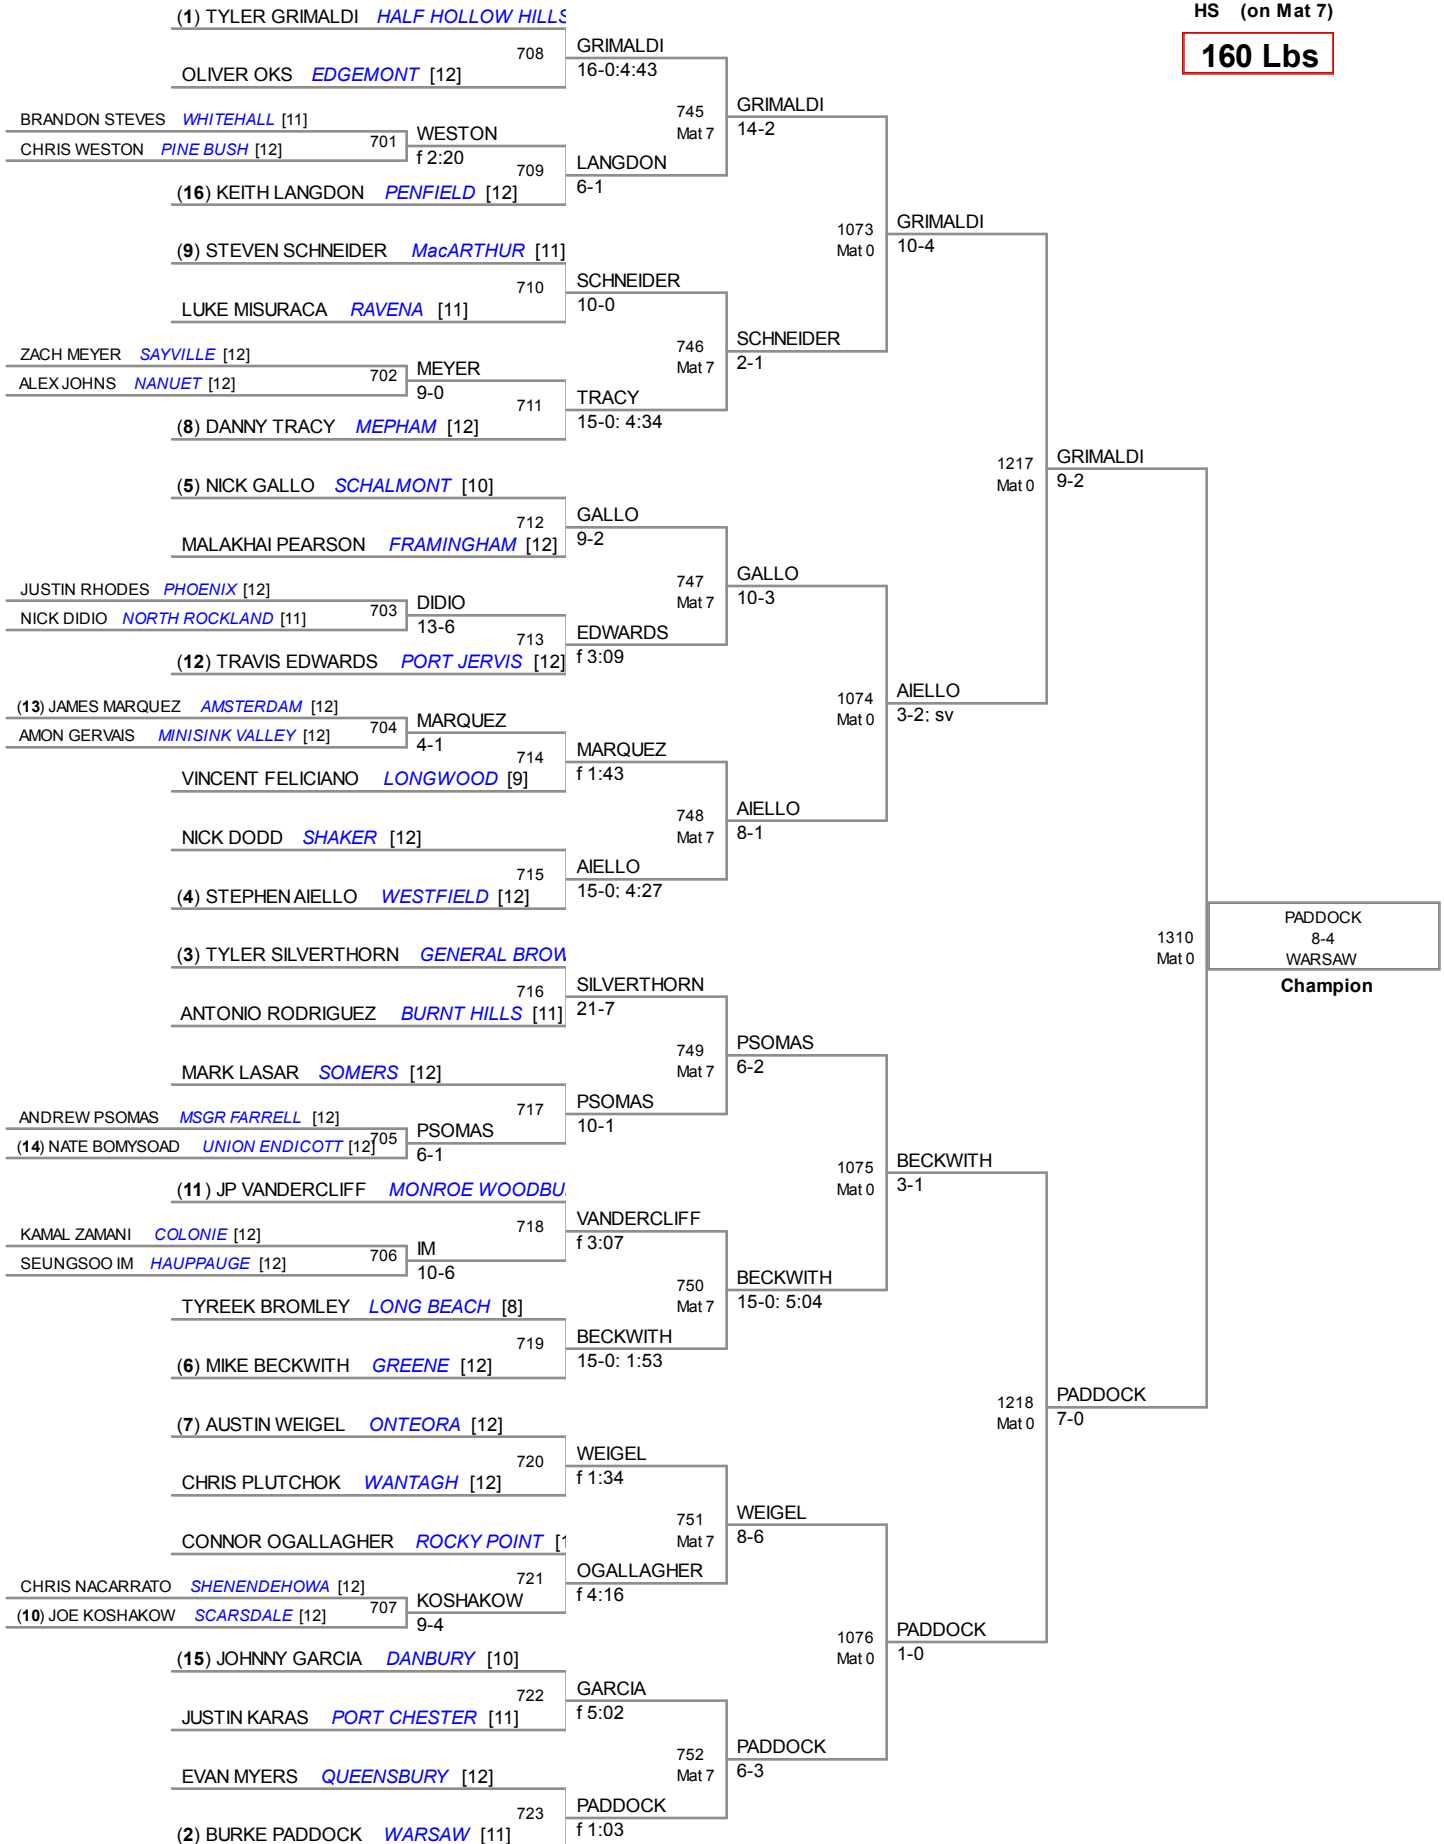 (1) TYLER GRIMALDI HALF HOLLOW HILLS
HS (on Mat 7)
160 Lbs
708
GRIMALDI
16-0:4:43
OLIVER OKS EDGEMONT [12]
745
Mat 7
GRIMALDI
14-2
BRANDON STEVES WHITEHALL [11]
701
WESTON
f 2:20
CHRIS WESTON PINE BUSH [12]
709
LANGDON
6-1
(16) KEITH LANGDON PENFIELD [12]
1073
Mat 0
GRIMALDI
10-4
(9) STEVEN SCHNEIDER MacARTHUR [11]
710
SCHNEIDER
10-0
LUKE MISURACA RAVENA [11]
746
Mat 7
SCHNEIDER
2-1
ZACH MEYER SAYVILLE [12]
702
MEYER
9-0
ALEX JOHNS NANUET [12]
711
TRACY
15-0: 4:34
(8) DANNY TRACY MEPHAM [12]
1217
Mat 0
GRIMALDI
9-2
(5) NICK GALLO SCHALMONT [10]
712
GALLO
9-2
MALAKHAI PEARSON FRAMINGHAM [12]
747
Mat 7
GALLO
10-3
JUSTIN RHODES PHOENIX [12]
703
DIDIO
13-6
NICK DIDIO NORTH ROCKLAND [11]
713
EDWARDS
f 3:09
(12) TRAVIS EDWARDS PORT JERVIS [12]
1074
Mat 0
AIELLO
3-2; sv
(13) JAMES MARQUEZ AMSTERDAM [12]
704
MARQUEZ
4-1
AMON GERVAIS MINISINK VALLEY [12]
714
MARQUEZ
f 1:43
VINCENT FELICIANO LONGWOOD [9]
748
Mat 7
AIELLO
8-1
NICK DODD SHAKER [12]
715
AIELLO
15-0; 4:27
(4) STEPHEN AIELLO WESTFIELD [12]
1310
Mat 0
PADDOCK
8-4
WARSAW
Champion
(3) TYLER SILVERTHORN GENERAL BROW
716
SILVERTHORN
21-7
ANTONIO RODRIGUEZ BURNT HILLS [11]
749
Mat 7
PSOMAS
6-2
MARK LASAR SOMERS [12]
717
PSOMAS
10-1
ANDREW PSOMAS MSGR FARRELL [12]
705
PSOMAS
6-1
(14) NATE BOMYSOAD UNION ENDICOTT [12]
1075
Mat 0
BECKWITH
3-1
(11) JP VANDERCLIFF MONROE WOODBU
718
VANDERCLIFF
f 3:07
KAMAL ZAMANI COLONIE [12]
706
IM
10-6
SEUNGSOO IM HAUPPAUGE [12]
750
Mat 7
BECKWITH
15-0: 5:04
TYREEK BROMLEY LONG BEACH [8]
719
BECKWITH
15-0: 1:53
(6) MIKE BECKWITH GREENE [12]
1218
Mat 0
PADDOCK
7-0
(7) AUSTIN WEIGEL ONTEORA [12]
720
WEIGEL
f 1:34
CHRIS PLUTCHOK WANTAGH [12]
751
Mat 7
WEIGEL
8-6
CONNOR OGALLAGHER ROCKY POINT [1
721
OGALLAGHER
f 4:16
CHRIS NACARRATO SHENENDEHOWA [12]
707
KOSHAKOW
9-4
(10) JOE KOSHAKOW SCARSDALE [12]
1076
Mat 0
PADDOCK
1-0
(15) JOHNNY GARCIA DANBURY [10]
722
GARCIA
f 5:02
JUSTIN KARAS PORT CHESTER [11]
752
Mat 7
PADDOCK
6-3
EVAN MYERS QUEENSBURY [12]
723
PADDOCK
f 1:03
(2) BURKE PADDOCK WARSAW [11]